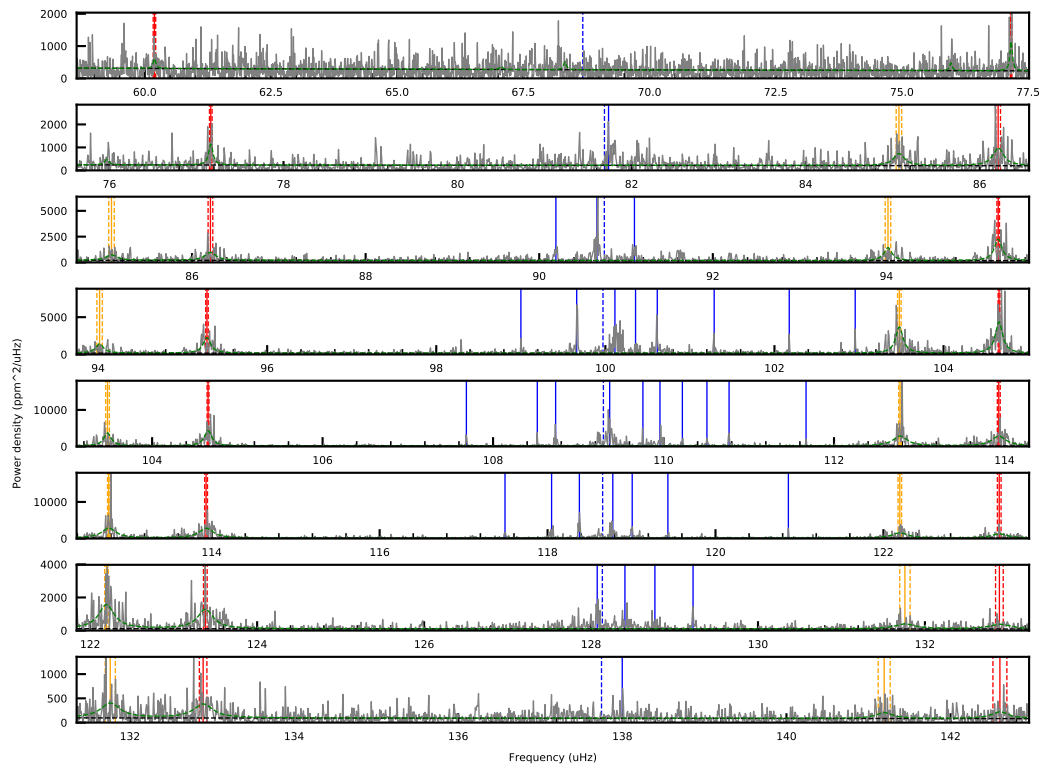 2000
1000
0
60.0 62.5 65.0 67.5 70.0 72.5 75.0 77.5
2000
1000
0
76 78 80 82 84 86
5000
2500
0
86 88 90 92 94
5000
0
94 96 98 100 102 104
10000
0
104 106 108 110 112 114
10000
0
114 116 118 120 122
4000
2000
0
122 124 126 128 130 132
1000
500
0
132 134 136 138 140 142
Power density (ppm^2/(uHz)
Frequency (uHz)